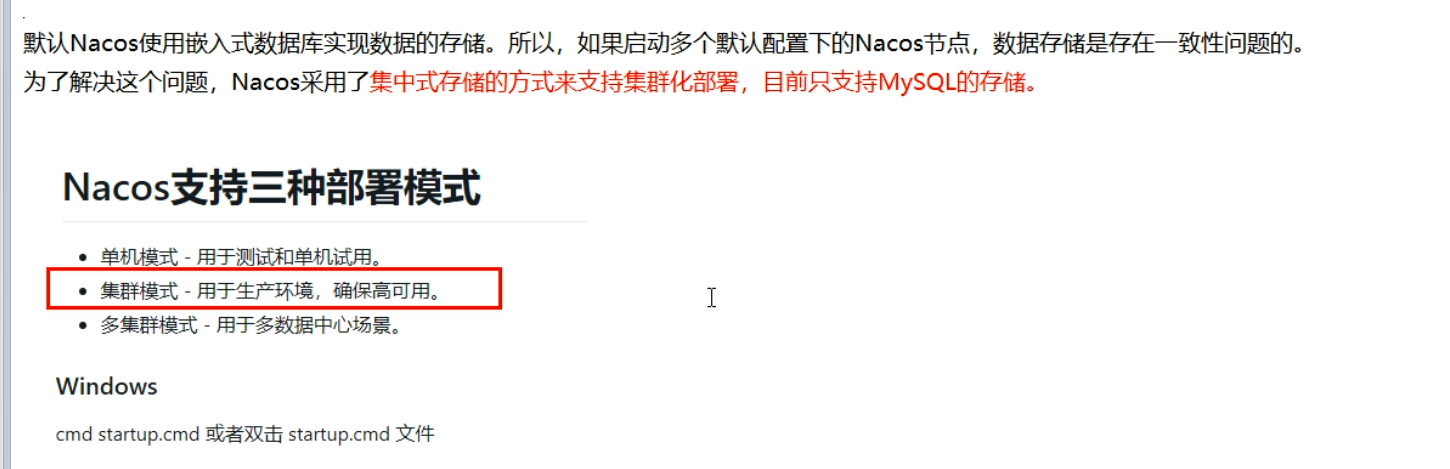 默认Nacos使用嵌入式数据库实现数据的存储。所以，如果启动多个默认配置下的Nacos节点，数据存储是存在一致性问题的。
为了解决这个问题，Nacos采用了集中式存储的方式来支持集群化部署，目前只支持MySQL的存储。
Nacos支持三种部署模式
• 单机模式 - 用于测试和单机试用。
• 集群模式 - 用于生产环境，确保高可用。
• 多集群模式 - 用于多数据中心场景。
Windows
cmd startup.cmd 或者双击 startup.cmd 文件